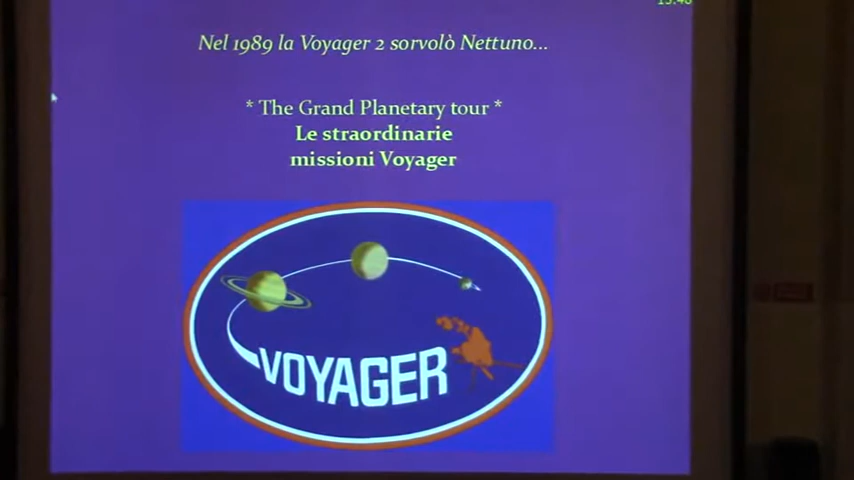 Nel 1989 la Voyager 2 sorvolò Nettuno...
* The Grand Planetary tour *
Le straordinarie
missioni Voyager
VOYAGER